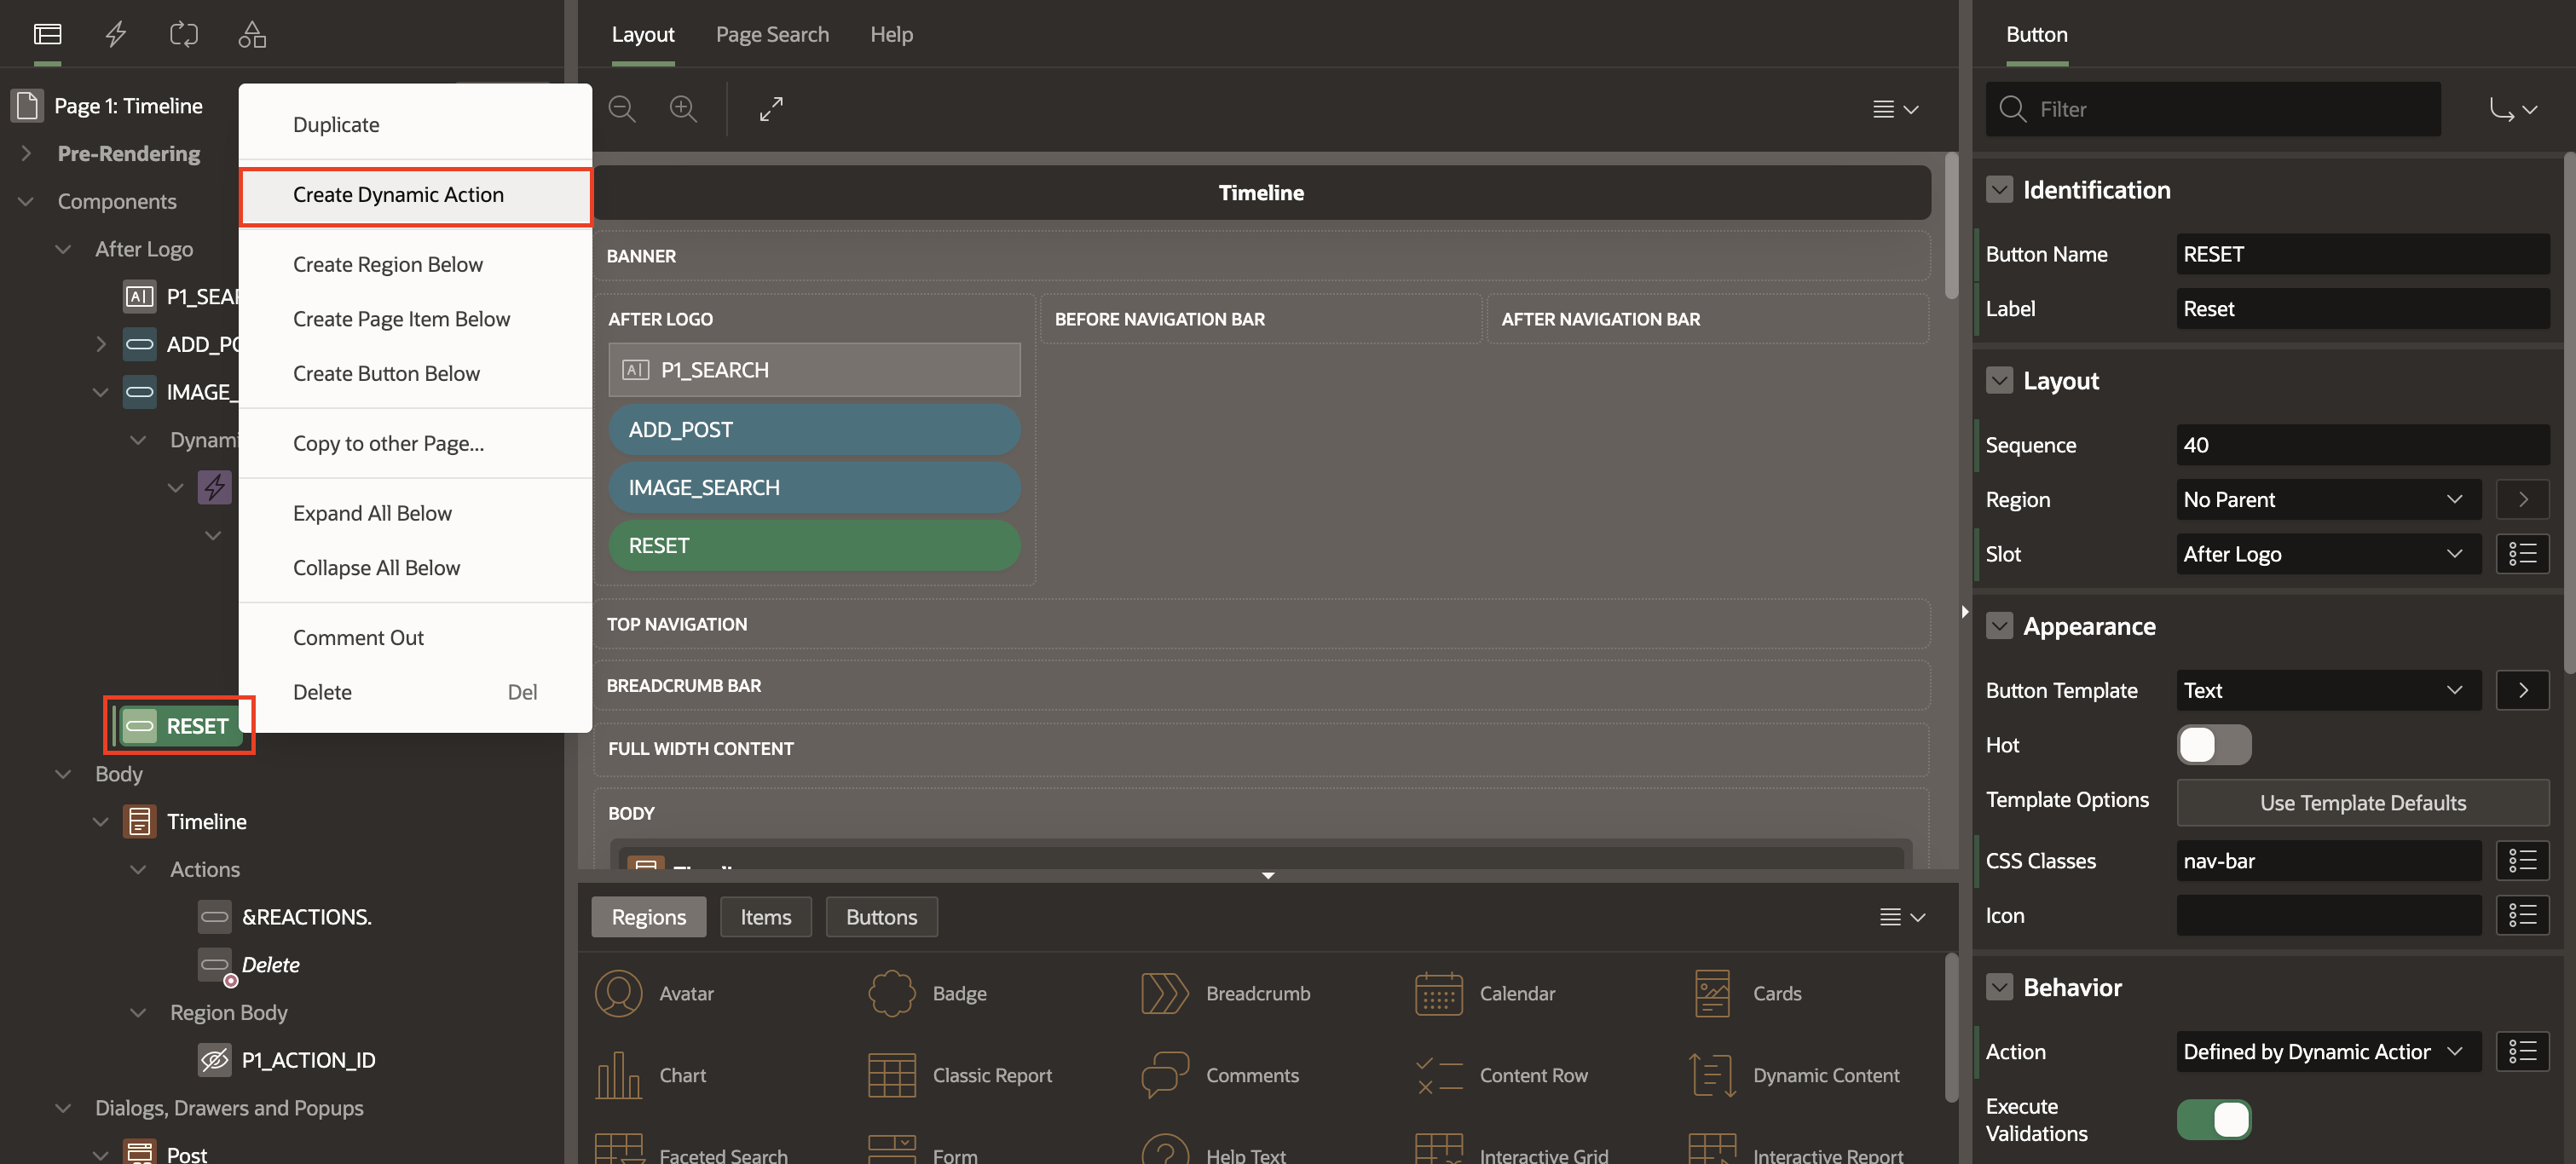 Page 1: Timeline
Pre-Rendering
Components
After Logo
P1_SEAR
ADD_PO
IMAGE_
Dynami
RESET
Body
Timeline
Actions
&REACTIONS.
Delete
Region Body
P1_ACTION_ID
Dialogs, Drawers and Popups
Post
Duplicate
Create Dynamic Action
Create Region Below
Create Page Item Below
Create Button Below
Copy to other Page...
Expand All Below
Collapse All Below
Comment Out
Delete Del
Layout Page Search Help
Timeline
BANNER
AFTER LOGO BEFORE NAVIGATION BAR AFTER NAVIGATION BAR
P1_SEARCH
ADD_POST
IMAGE_SEARCH
RESET
TOP NAVIGATION
BREADCRUMB BAR
FULL WIDTH CONTENT
BODY
Regions Items Buttons
Avatar Badge Breadcrumb Calendar Cards
Chart Classic Report Comments Content Row Dynamic Content
Faceted Search Form Help Text Interactive Grid Interactive Report
Button
Filter
Identification
Button Name RESET
Label Reset
Layout
Sequence 40
Region No Parent
Slot After Logo
Appearance
Button Template Text
Hot
Template Options Use Template Defaults
CSS Classes nav-bar
Icon
Behavior
Action Defined by Dynamic Action
Execute
Validations